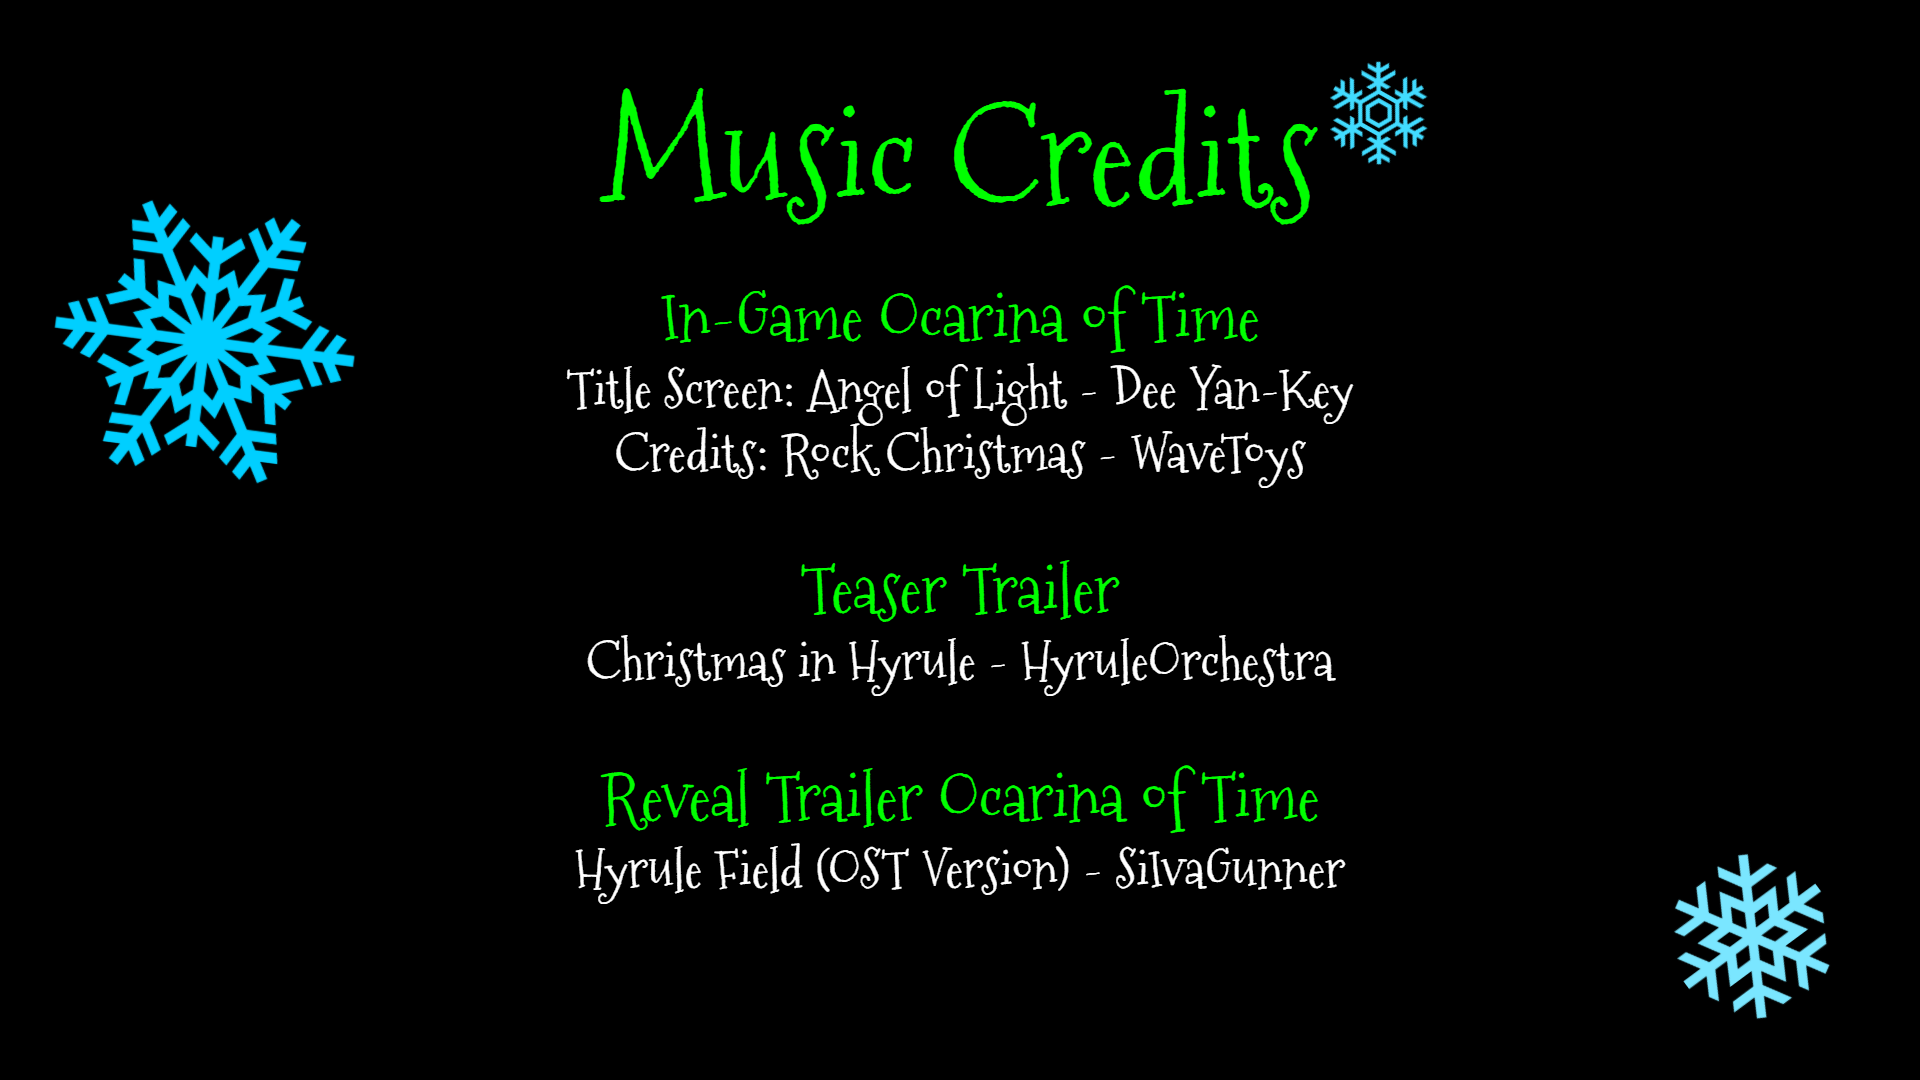 Music Credits
In-Game Ocarina of Time
Title Screen: Angel of Light - Dee Yan-Key
Credits: Rock Christmas - WaveToys
Teaser Trailer
Christmas in Hyrule - HyruleOrchestra
Reveal Trailer Ocarina of Time
Hyrule Field (OST Version) - SiIvaGunner